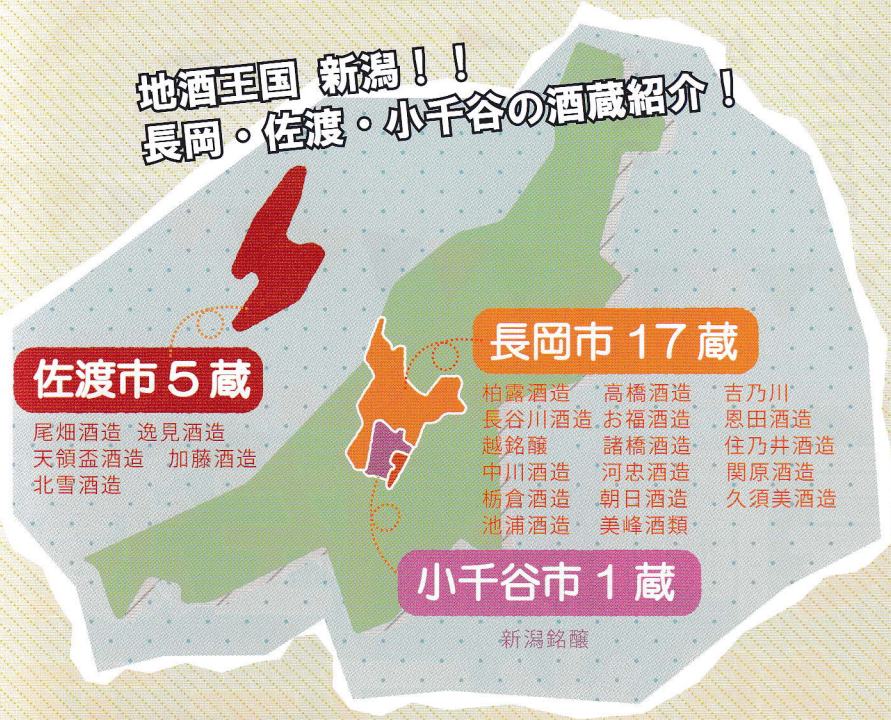 地酒王国 新潟！！
長岡・佐渡・小千谷の酒蔵紹介！
佐渡市5蔵
尾畑酒造 逸見酒造
天領盃酒造 加藤酒造
北雪酒造
長岡市17蔵
柏露酒造 高橋酒造 吉乃川
長谷川酒造 お福酒造 恩田酒造
越銘醸 諸橋酒造 住乃井酒造
中川酒造 河忠酒造 関原酒造
栃倉酒造 朝日酒造 久須美酒造
池浦酒造 美峰酒類
小千谷市1蔵
新潟銘醸